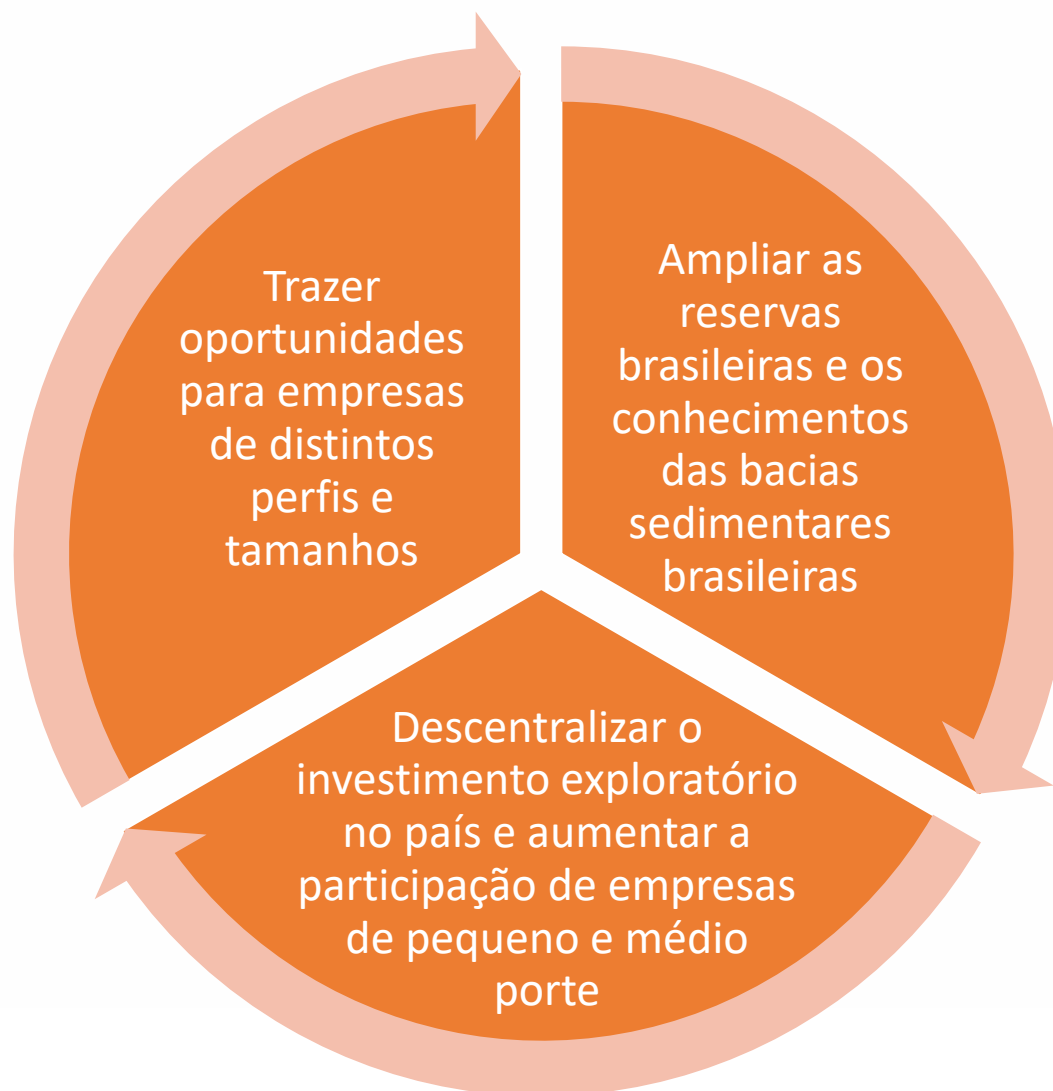 Trazer
oportunidades
para empresas
de distintos
perfis e
tamanhos
Ampliar as
reservas
brasileiras e os
conhecimentos
das bacias
sedimentares
brasileiras
Descentralizar o
investimento exploratório
no país e aumentar a
participação de empresas
de pequeno e médio
porte